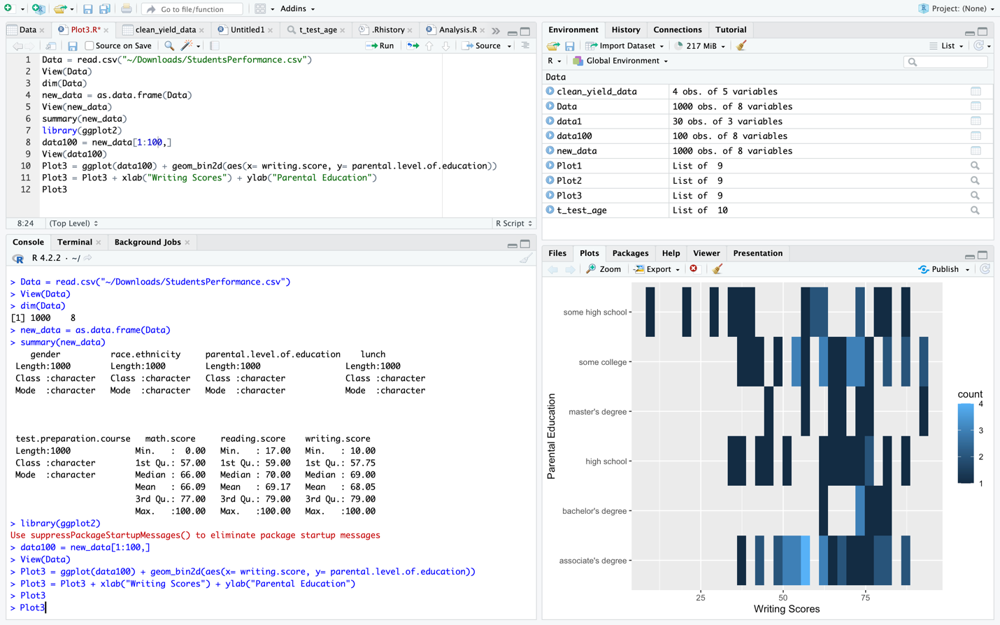 Go to file/function
Addins
Project: (None)
Data
Plot3.R*
clean_yield_data
Untitled1
t_test_age
.Rhistory
Analysis.R
Source on Save
Run
Source
1 Data = read.csv("~/Downloads/StudentsPerformance.csv")
2 View(Data)
3 dim(Data)
4 new_data = as.data.frame(Data)
5 View(new_data)
6 summary(new_data)
7 library(ggplot2)
8 data100 = new_data[1:100,]
9 View(data100)
10 Plot3 = ggplot(data100) + geom_bin2d(aes(x= writing.score, y= parental.level.of.education))
11 Plot3 = Plot3 + xlab("Writing Scores") + ylab("Parental Education")
12 Plot3
8:24 (Top Level) R Script
Console Terminal Background Jobs
R 4.2.2 · ~/
> Data = read.csv("~/Downloads/StudentsPerformance.csv")
> View(Data)
> dim(Data)
[1] 1000    8
> new_data = as.data.frame(Data)
> summary(new_data)
gender race.ethnicity parental.level.of.education lunch
Length:1000 Length:1000 Length:1000 Length:1000
Class :character Class :character Class :character Class :character
Mode  :character Mode  :character Mode  :character Mode  :character
test.preparation.course math.score reading.score writing.score
Length:1000 Min.   :  0.00 Min.   : 17.00 Min.   : 10.00
Class :character 1st Qu.: 57.00 1st Qu.: 59.00 1st Qu.: 57.75
Mode  :character Median : 66.00 Median : 70.00 Median : 69.00
Mean   : 66.09 Mean   : 69.17 Mean   : 68.05
3rd Qu.: 77.00 3rd Qu.: 79.00 3rd Qu.: 79.00
Max.   :100.00 Max.   :100.00 Max.   :100.00
> library(ggplot2)
Use suppressPackageStartupMessages() to eliminate package startup messages
> data100 = new_data[1:100,]
> View(Data)
> Plot3 = ggplot(data100) + geom_bin2d(aes(x= writing.score, y= parental.level.of.education))
> Plot3 = Plot3 + xlab("Writing Scores") + ylab("Parental Education")
> Plot3
> Plot3
Environment History Connections Tutorial
Import Dataset 217 MiB List
R Global Environment
Data
clean_yield_data 4 obs. of 5 variables
Data 1000 obs. of 8 variables
data1 30 obs. of 3 variables
data100 100 obs. of 8 variables
new_data 1000 obs. of 8 variables
Plot1 List of  9
Plot2 List of  9
Plot3 List of  9
t_test_age List of  10
Files Plots Packages Help Viewer Presentation
Zoom Export Publish
some high school
some college
master's degree
high school
bachelor's degree
associate's degree
Parental Education
25 50 75
Writing Scores
count
4
3
2
1